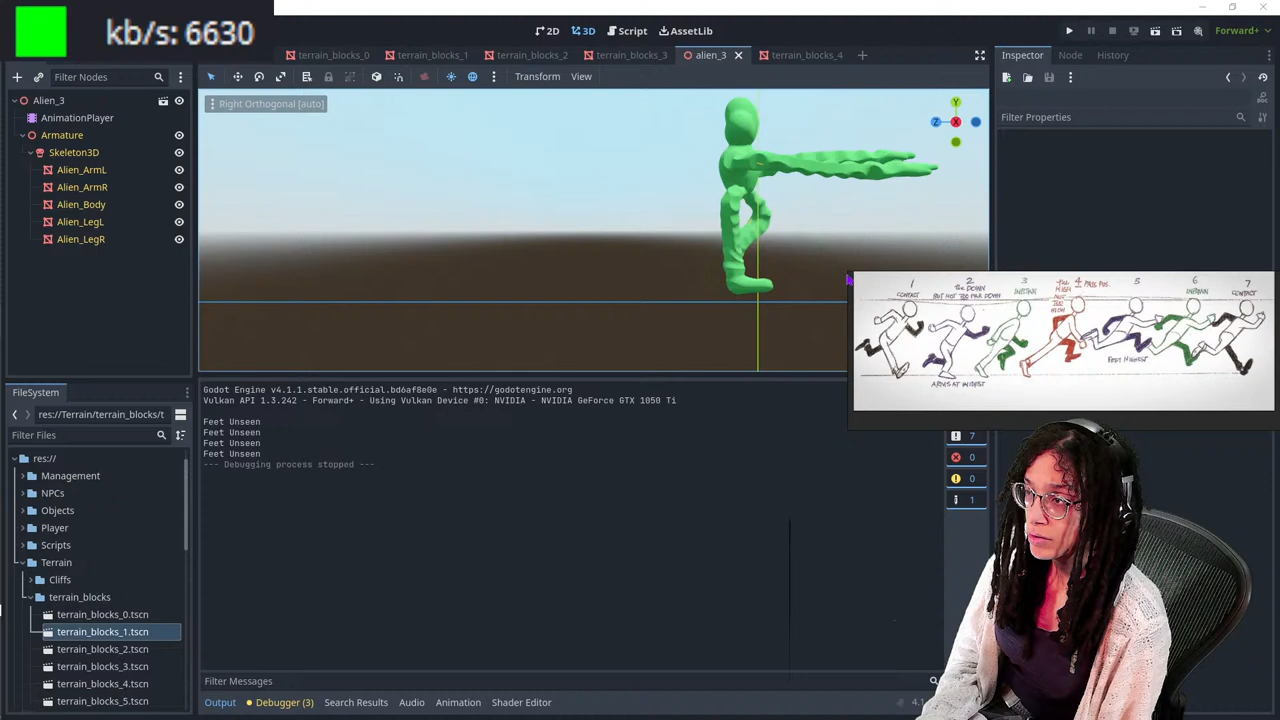 kb/s: 6630
2D 3D Script AssetLib
Forward+
terrain_blocks_0 terrain_blocks_1 terrain_blocks_2 terrain_blocks_3 alien_3 terrain_blocks_4
Inspector Node History
Filter Nodes
Transform View
Right Orthogonal [auto]
Y
Z X
Filter Properties
Alien_3
AnimationPlayer
Armature
Skeleton3D
Alien_ArmL
Alien_ArmR
Alien_Body
Alien_LegL
Alien_LegR
1 2 3 4 PASS POS. 5 6 7
CONTACT
THE DOWN
BUT NOT TOO FAR DOWN
CONTACT
FEET HIGHEST
ARMS AT WIDEST
FileSystem
res://Terrain/terrain_blocks/t
Filter Files
res://
Management
NPCs
Objects
Player
Scripts
Terrain
Cliffs
terrain_blocks
terrain_blocks_0.tscn
terrain_blocks_1.tscn
terrain_blocks_2.tscn
terrain_blocks_3.tscn
terrain_blocks_4.tscn
terrain_blocks_5.tscn
Godot Engine v4.1.1.stable.official.bd6af8e0e - https://godotengine.org
Vulkan API 1.3.242 - Forward+ - Using Vulkan Device #0: NVIDIA - NVIDIA GeForce GTX 1050 Ti
Feet Unseen
Feet Unseen
Feet Unseen
Feet Unseen
--- Debugging process stopped ---
7
0
0
1
Filter Messages
Output Debugger (3) Search Results Audio Animation Shader Editor